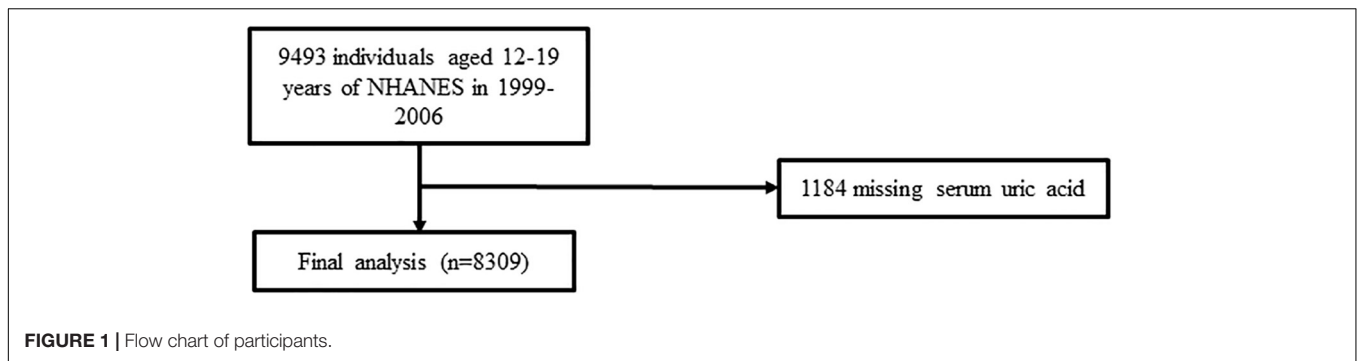 9493 individuals aged 12-19
years of NHANES in 1999-
2006
1184 missing serum uric acid
Final analysis (n=8309)
FIGURE 1 | Flow chart of participants.